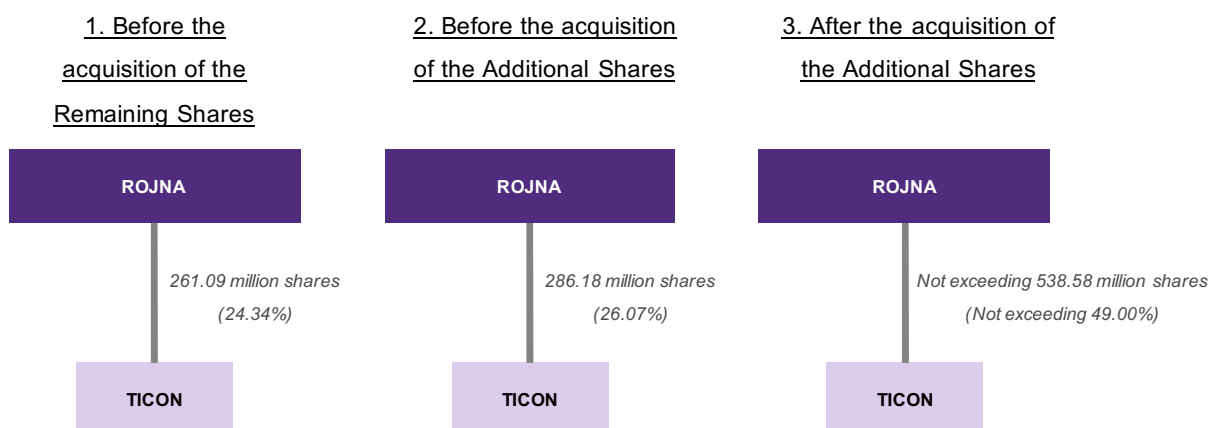 1. Before the
acquisition of the
Remaining Shares
2. Before the acquisition
of the Additional Shares
3. After the acquisition of
the Additional Shares
ROJNA
ROJNA
ROJNA
261.09 million shares
(24.34%)
286.18 million shares
(26.07%)
Not exceeding 538.58 million shares
(Not exceeding 49.00%)
TICON
TICON
TICON